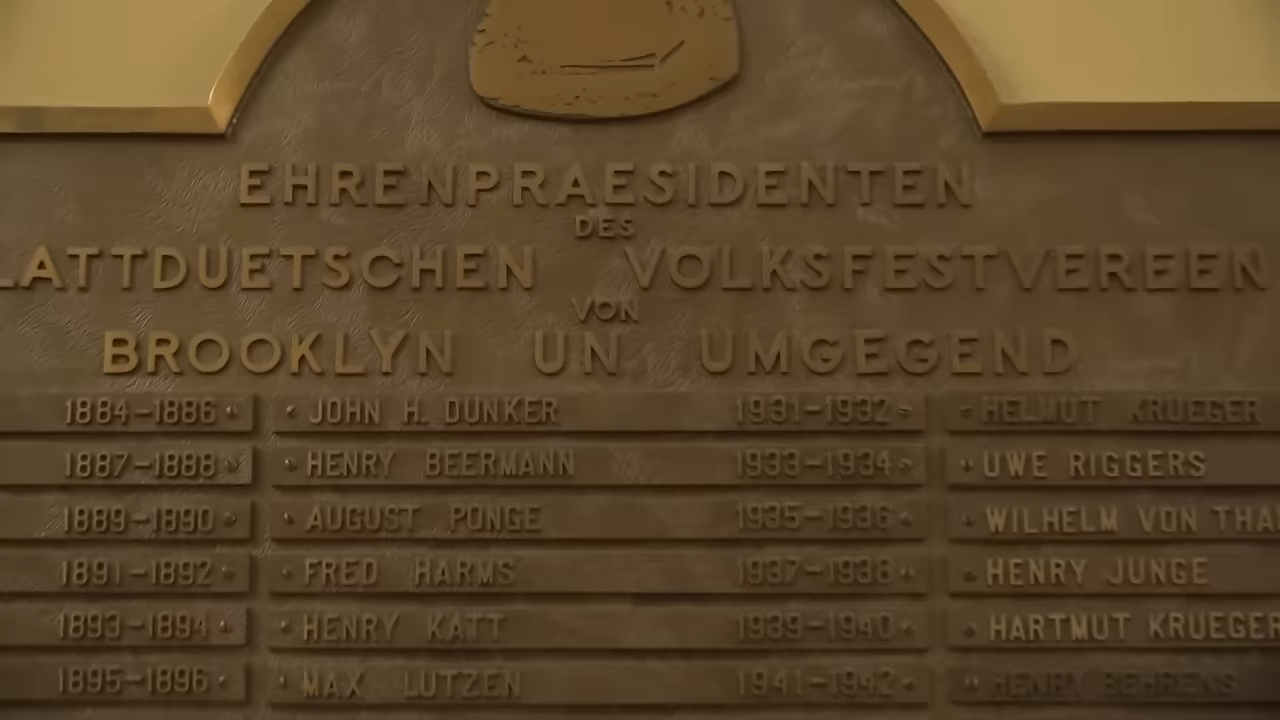 EHRENPRAESIDENTEN
DES
LATTDUETSCHEN VOLKSFESTVEREEN
VON
BROOKLYN UN UMGEGEND
1884-1886 JOHN H. DUNKER 1931-1932 HELMUT KRUEGER
1887-1888 HENRY BEERMANN 1933-1934 UWE RIGGERS
1889-1890 AUGUST PONGE 1935-1936 WILHELM VON THA
1891-1892 FRED HARMS 1937-1938 HENRY JUNGE
1893-1894 HENRY KATT 1939-1940 HARTMUT KRUEGER
1895-1896 MAX LUTZEN 1941-1942 HENRY BEHRENS